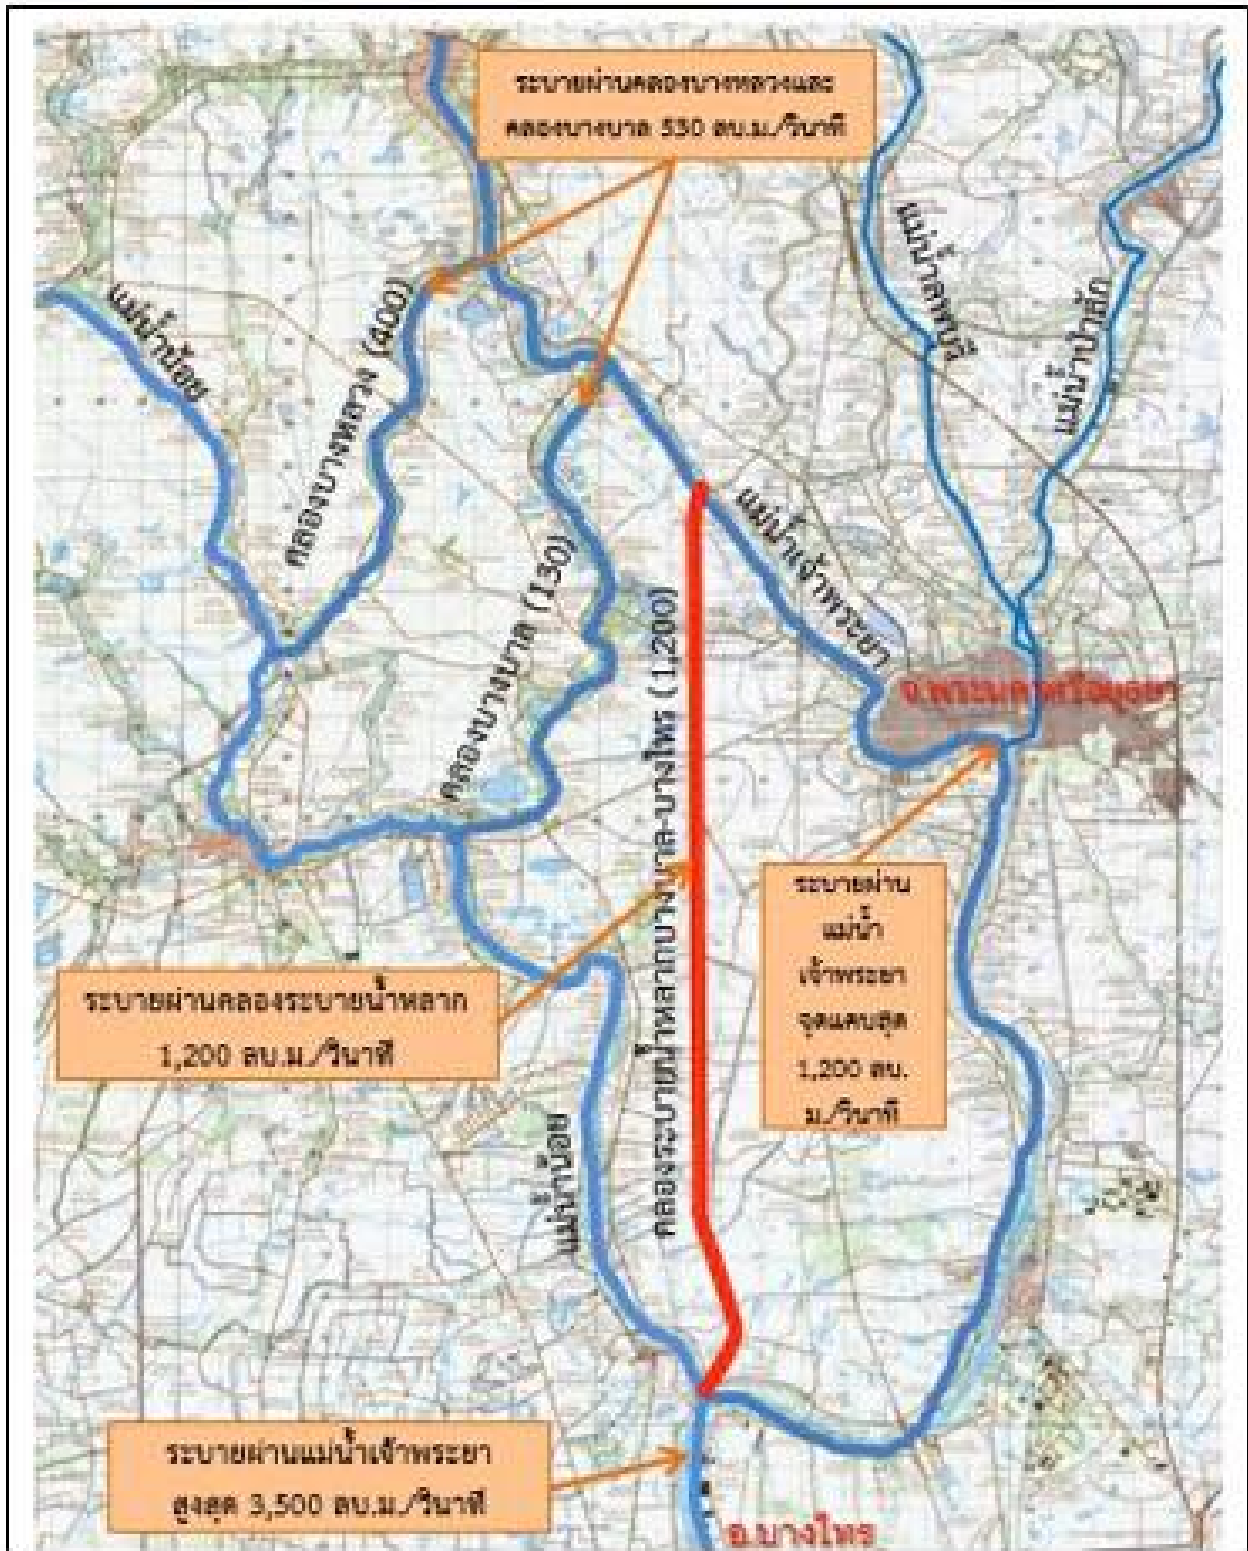 ระบายผ่านคลองบางหลวงและ
คลองบางบาล 530 ลบ.ม./วินาที
แม่น้ำน้อย
คลองบางหลวง (400)
แม่น้ำลพบุรี
แม่น้ำป่าสัก
คลองบางบาล (130)
แม่น้ำเจ้าพระยา
คลองระบายน้ำหลากบางบาล-บางไทร (1,200)
จ.พระนครศรีอยุธยา
ระบายผ่าน
แม่น้ำ
เจ้าพระยา
จุดแคบสุด
1,200 ลบ.
ม./วินาที
ระบายผ่านคลองระบายน้ำหลาก
1,200 ลบ.ม./วินาที
แม่น้ำน้อย
ระบายผ่านแม่น้ำเจ้าพระยา
สูงสุด 3,500 ลบ.ม./วินาที
อ.บางไทร